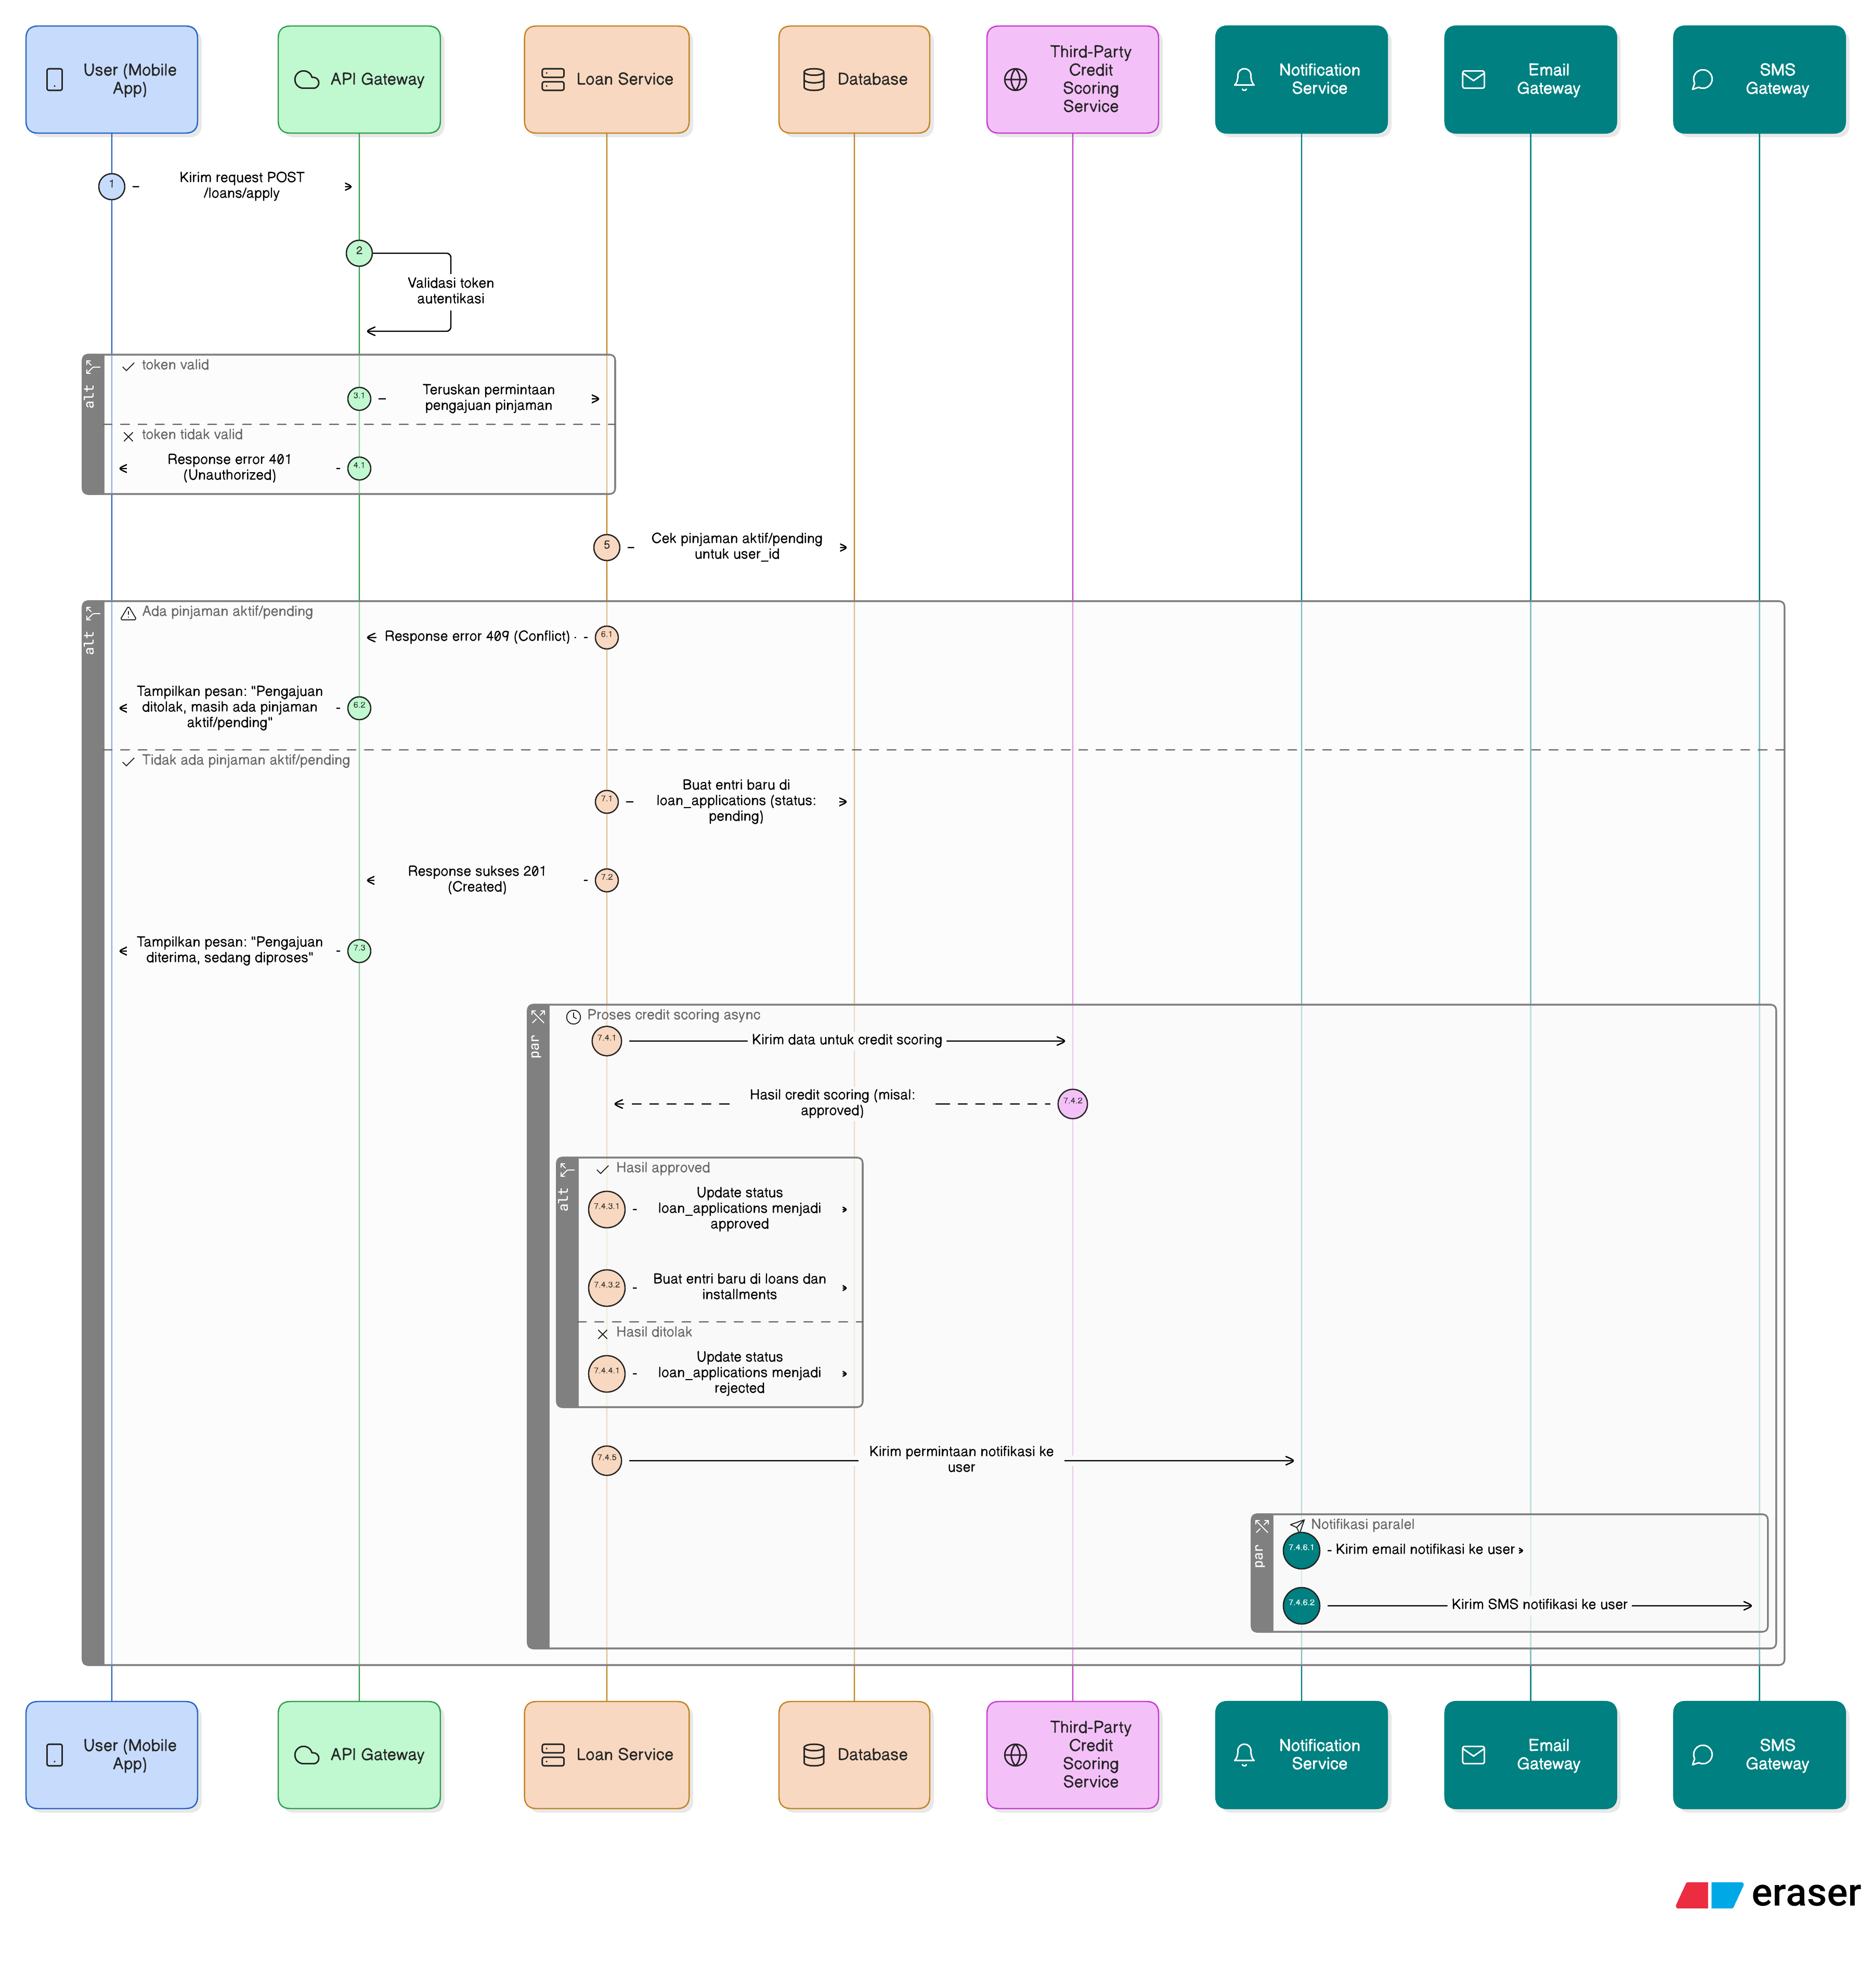 User (Mobile
App)
API Gateway
Loan Service
Database
Third-Party
Credit
Scoring
Service
Notification
Service
Email
Gateway
SMS
Gateway
1
Kirim request POST
/loans/apply
2
Validasi token
autentikasi
alt
token valid
3.1
Teruskan permintaan
pengajuan pinjaman
token tidak valid
Response error 401
(Unauthorized)
4.1
5
Cek pinjaman aktif/pending
untuk user_id
alt
Ada pinjaman aktif/pending
Response error 409 (Conflict)
6.1
Tampilkan pesan: "Pengajuan
ditolak, masih ada pinjaman
aktif/pending"
6.2
Tidak ada pinjaman aktif/pending
7.1
Buat entri baru di
loan_applications (status:
pending)
Response sukses 201
(Created)
7.2
Tampilkan pesan: "Pengajuan
diterima, sedang diproses"
7.3
par
Proses credit scoring async
7.4.1
Kirim data untuk credit scoring
Hasil credit scoring (misal:
approved)
7.4.2
alt
Hasil approved
7.4.3.1
Update status
loan_applications menjadi
approved
7.4.3.2
Buat entri baru di loans dan
installments
Hasil ditolak
7.4.4.1
Update status
loan_applications menjadi
rejected
7.4.5
Kirim permintaan notifikasi ke
user
par
Notifikasi paralel
7.4.6.1
Kirim email notifikasi ke user
7.4.6.2
Kirim SMS notifikasi ke user
User (Mobile
App)
API Gateway
Loan Service
Database
Third-Party
Credit
Scoring
Service
Notification
Service
Email
Gateway
SMS
Gateway
eraser